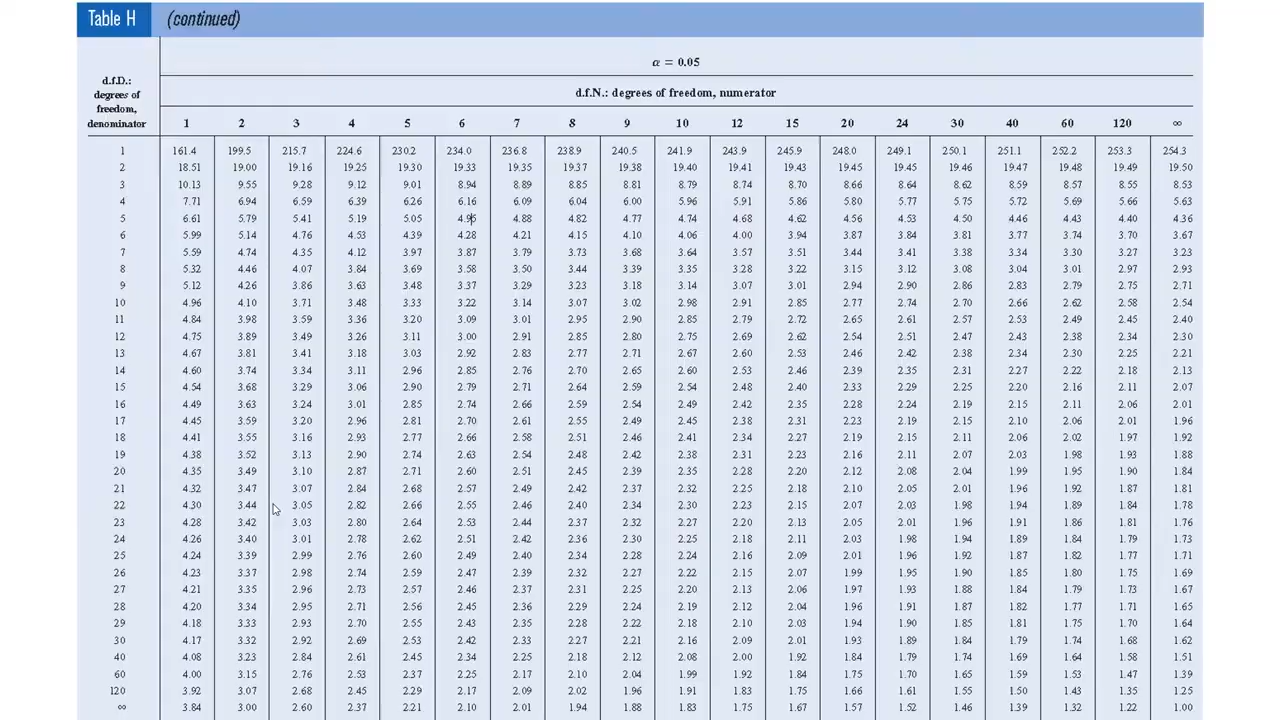 Table H (continued)
α = 0.05
d.f.D.:
degrees of
freedom,
denominator
d.f.N.: degrees of freedom, numerator
1 2 3 4 5 6 7 8 9 10 12 15 20 24 30 40 60 120 ∞
1 161.4 199.5 215.7 224.6 230.2 234.0 236.8 238.9 240.5 241.9 243.9 245.9 248.0 249.1 250.1 251.1 252.2 253.3 254.3
2 18.51 19.00 19.16 19.25 19.30 19.33 19.35 19.37 19.38 19.40 19.41 19.43 19.45 19.45 19.46 19.47 19.48 19.49 19.50
3 10.13 9.55 9.28 9.12 9.01 8.94 8.89 8.85 8.81 8.79 8.74 8.70 8.66 8.64 8.62 8.59 8.57 8.55 8.53
4 7.71 6.94 6.59 6.39 6.26 6.16 6.09 6.04 6.00 5.96 5.91 5.86 5.80 5.77 5.75 5.72 5.69 5.66 5.63
5 6.61 5.79 5.41 5.19 5.05 4.95 4.88 4.82 4.77 4.74 4.68 4.62 4.56 4.53 4.50 4.46 4.43 4.40 4.36
6 5.99 5.14 4.76 4.53 4.39 4.28 4.21 4.15 4.10 4.06 4.00 3.94 3.87 3.84 3.81 3.77 3.74 3.70 3.67
7 5.59 4.74 4.35 4.12 3.97 3.87 3.79 3.73 3.68 3.64 3.57 3.51 3.44 3.41 3.38 3.34 3.30 3.27 3.23
8 5.32 4.46 4.07 3.84 3.69 3.58 3.50 3.44 3.39 3.35 3.28 3.22 3.15 3.12 3.08 3.04 3.01 2.97 2.93
9 5.12 4.26 3.86 3.63 3.48 3.37 3.29 3.23 3.18 3.14 3.07 3.01 2.94 2.90 2.86 2.83 2.79 2.75 2.71
10 4.96 4.10 3.71 3.48 3.33 3.22 3.14 3.07 3.02 2.98 2.91 2.85 2.77 2.74 2.70 2.66 2.62 2.58 2.54
11 4.84 3.98 3.59 3.36 3.20 3.09 3.01 2.95 2.90 2.85 2.79 2.72 2.65 2.61 2.57 2.53 2.49 2.45 2.40
12 4.75 3.89 3.49 3.26 3.11 3.00 2.91 2.85 2.80 2.75 2.69 2.62 2.54 2.51 2.47 2.43 2.38 2.34 2.30
13 4.67 3.81 3.41 3.18 3.03 2.92 2.83 2.77 2.71 2.67 2.60 2.53 2.46 2.42 2.38 2.34 2.30 2.25 2.21
14 4.60 3.74 3.34 3.11 2.96 2.85 2.76 2.70 2.65 2.60 2.53 2.46 2.39 2.35 2.31 2.27 2.22 2.18 2.13
15 4.54 3.68 3.29 3.06 2.90 2.79 2.71 2.64 2.59 2.54 2.48 2.40 2.33 2.29 2.25 2.20 2.16 2.11 2.07
16 4.49 3.63 3.24 3.01 2.85 2.74 2.66 2.59 2.54 2.49 2.42 2.35 2.28 2.24 2.19 2.15 2.11 2.06 2.01
17 4.45 3.59 3.20 2.96 2.81 2.70 2.61 2.55 2.49 2.45 2.38 2.31 2.23 2.19 2.15 2.10 2.06 2.01 1.96
18 4.41 3.55 3.16 2.93 2.77 2.66 2.58 2.51 2.46 2.41 2.34 2.27 2.19 2.15 2.11 2.06 2.02 1.97 1.92
19 4.38 3.52 3.13 2.90 2.74 2.63 2.54 2.48 2.42 2.38 2.31 2.23 2.16 2.11 2.07 2.03 1.98 1.93 1.88
20 4.35 3.49 3.10 2.87 2.71 2.60 2.51 2.45 2.39 2.35 2.28 2.20 2.12 2.08 2.04 1.99 1.95 1.90 1.84
21 4.32 3.47 3.07 2.84 2.68 2.57 2.49 2.42 2.37 2.32 2.25 2.18 2.10 2.05 2.01 1.96 1.92 1.87 1.81
22 4.30 3.44 3.05 2.82 2.66 2.55 2.46 2.40 2.34 2.30 2.23 2.15 2.07 2.03 1.98 1.94 1.89 1.84 1.78
23 4.28 3.42 3.03 2.80 2.64 2.53 2.44 2.37 2.32 2.27 2.20 2.13 2.05 2.01 1.96 1.91 1.86 1.81 1.76
24 4.26 3.40 3.01 2.78 2.62 2.51 2.42 2.36 2.30 2.25 2.18 2.11 2.03 1.98 1.94 1.89 1.84 1.79 1.73
25 4.24 3.39 2.99 2.76 2.60 2.49 2.40 2.34 2.28 2.24 2.16 2.09 2.01 1.96 1.92 1.87 1.82 1.77 1.71
26 4.23 3.37 2.98 2.74 2.59 2.47 2.39 2.32 2.27 2.22 2.15 2.07 1.99 1.95 1.90 1.85 1.80 1.75 1.69
27 4.21 3.35 2.96 2.73 2.57 2.46 2.37 2.31 2.25 2.20 2.13 2.06 1.97 1.93 1.88 1.84 1.79 1.73 1.67
28 4.20 3.34 2.95 2.71 2.56 2.45 2.36 2.29 2.24 2.19 2.12 2.04 1.96 1.91 1.87 1.82 1.77 1.71 1.65
29 4.18 3.33 2.93 2.70 2.55 2.43 2.35 2.28 2.22 2.18 2.10 2.03 1.94 1.90 1.85 1.81 1.75 1.70 1.64
30 4.17 3.32 2.92 2.69 2.53 2.42 2.33 2.27 2.21 2.16 2.09 2.01 1.93 1.89 1.84 1.79 1.74 1.68 1.62
40 4.08 3.23 2.84 2.61 2.45 2.34 2.25 2.18 2.12 2.08 2.00 1.92 1.84 1.79 1.74 1.69 1.64 1.58 1.51
60 4.00 3.15 2.76 2.53 2.37 2.25 2.17 2.10 2.04 1.99 1.92 1.84 1.75 1.70 1.65 1.59 1.53 1.47 1.39
120 3.92 3.07 2.68 2.45 2.29 2.17 2.09 2.02 1.96 1.91 1.83 1.75 1.66 1.61 1.55 1.50 1.43 1.35 1.25
∞ 3.84 3.00 2.60 2.37 2.21 2.10 2.01 1.94 1.88 1.83 1.75 1.67 1.57 1.52 1.46 1.39 1.32 1.22 1.00